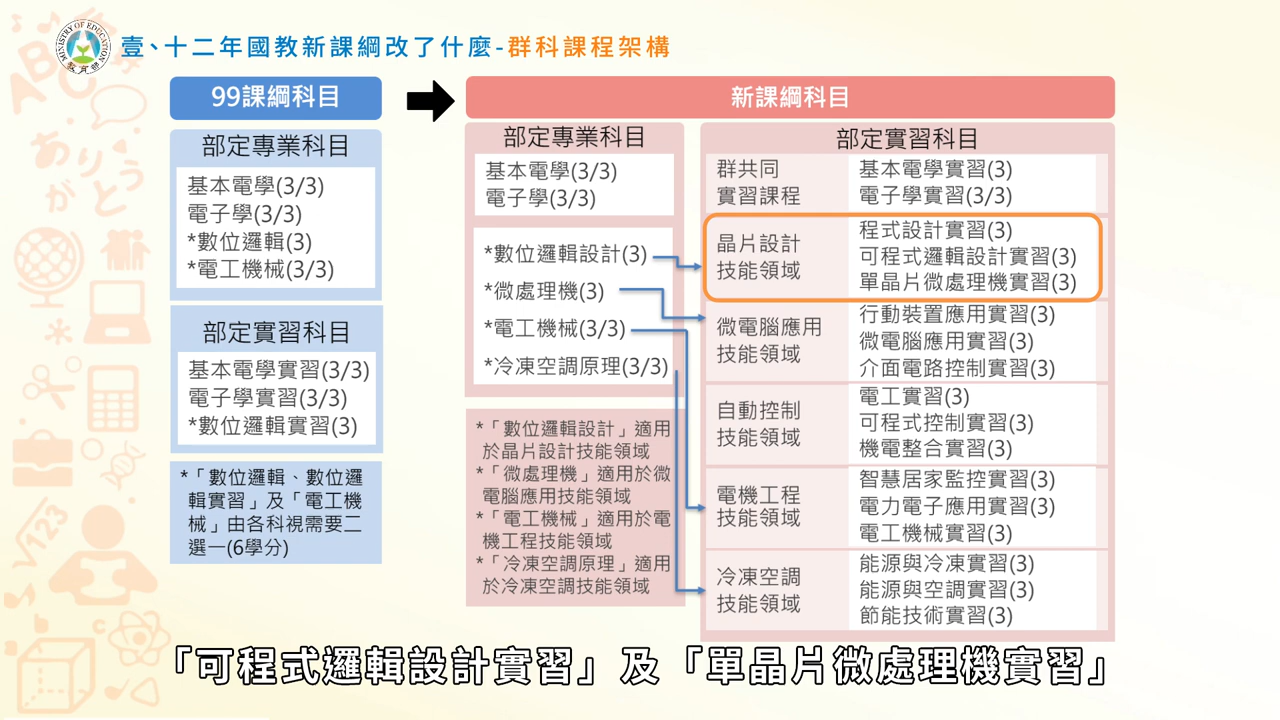 MINISTRY OF EDUCATION
教育部
壹、十二年國教新課綱改了什麼-群科課程架構
99課綱科目
部定專業科目
基本電學(3/3)
電子學(3/3)
*數位邏輯(3)
*電工機械(3/3)
部定實習科目
基本電學實習(3/3)
電子學實習(3/3)
*數位邏輯實習(3)
*「數位邏輯、數位邏
輯實習」及「電工機
械」由各科視需要二
選一(6學分)
新課綱科目
部定專業科目
基本電學(3/3)
電子學(3/3)
*數位邏輯設計(3)
*微處理機(3)
*電工機械(3/3)
*冷凍空調原理(3/3)
*「數位邏輯設計」適用
於晶片設計技能領域
*「微處理機」適用於微
電腦應用技能領域
*「電工機械」適用於電
機工程技能領域
*「冷凍空調原理」適用
於冷凍空調技能領域
部定實習科目
群共同
實習課程
基本電學實習(3)
電子學實習(3/3)
晶片設計
技能領域
程式設計實習(3)
可程式邏輯設計實習(3)
單晶片微處理機實習(3)
微電腦應用
技能領域
行動裝置應用實習(3)
微電腦應用實習(3)
介面電路控制實習(3)
自動控制
技能領域
電工實習(3)
可程式控制實習(3)
機電整合實習(3)
電機工程
技能領域
智慧居家監控實習(3)
電力電子應用實習(3)
電工機械實習(3)
冷凍空調
技能領域
能源與冷凍實習(3)
能源與空調實習(3)
節能技術實習(3)
「可程式邏輯設計實習」及「單晶片微處理機實習」